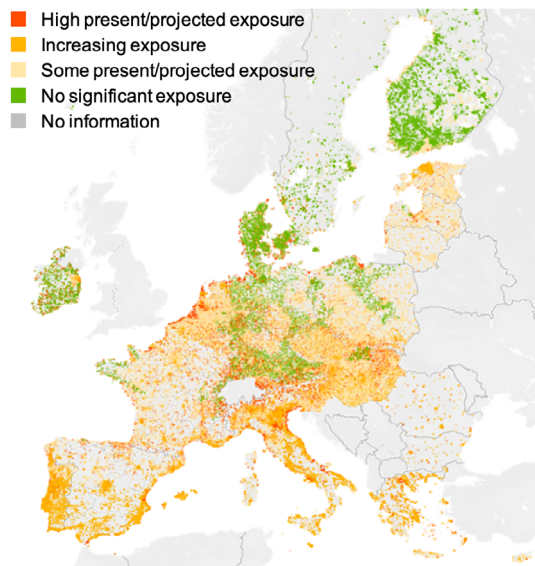 High present/projected exposure
Increasing exposure
Some present/projected exposure
No significant exposure
No information